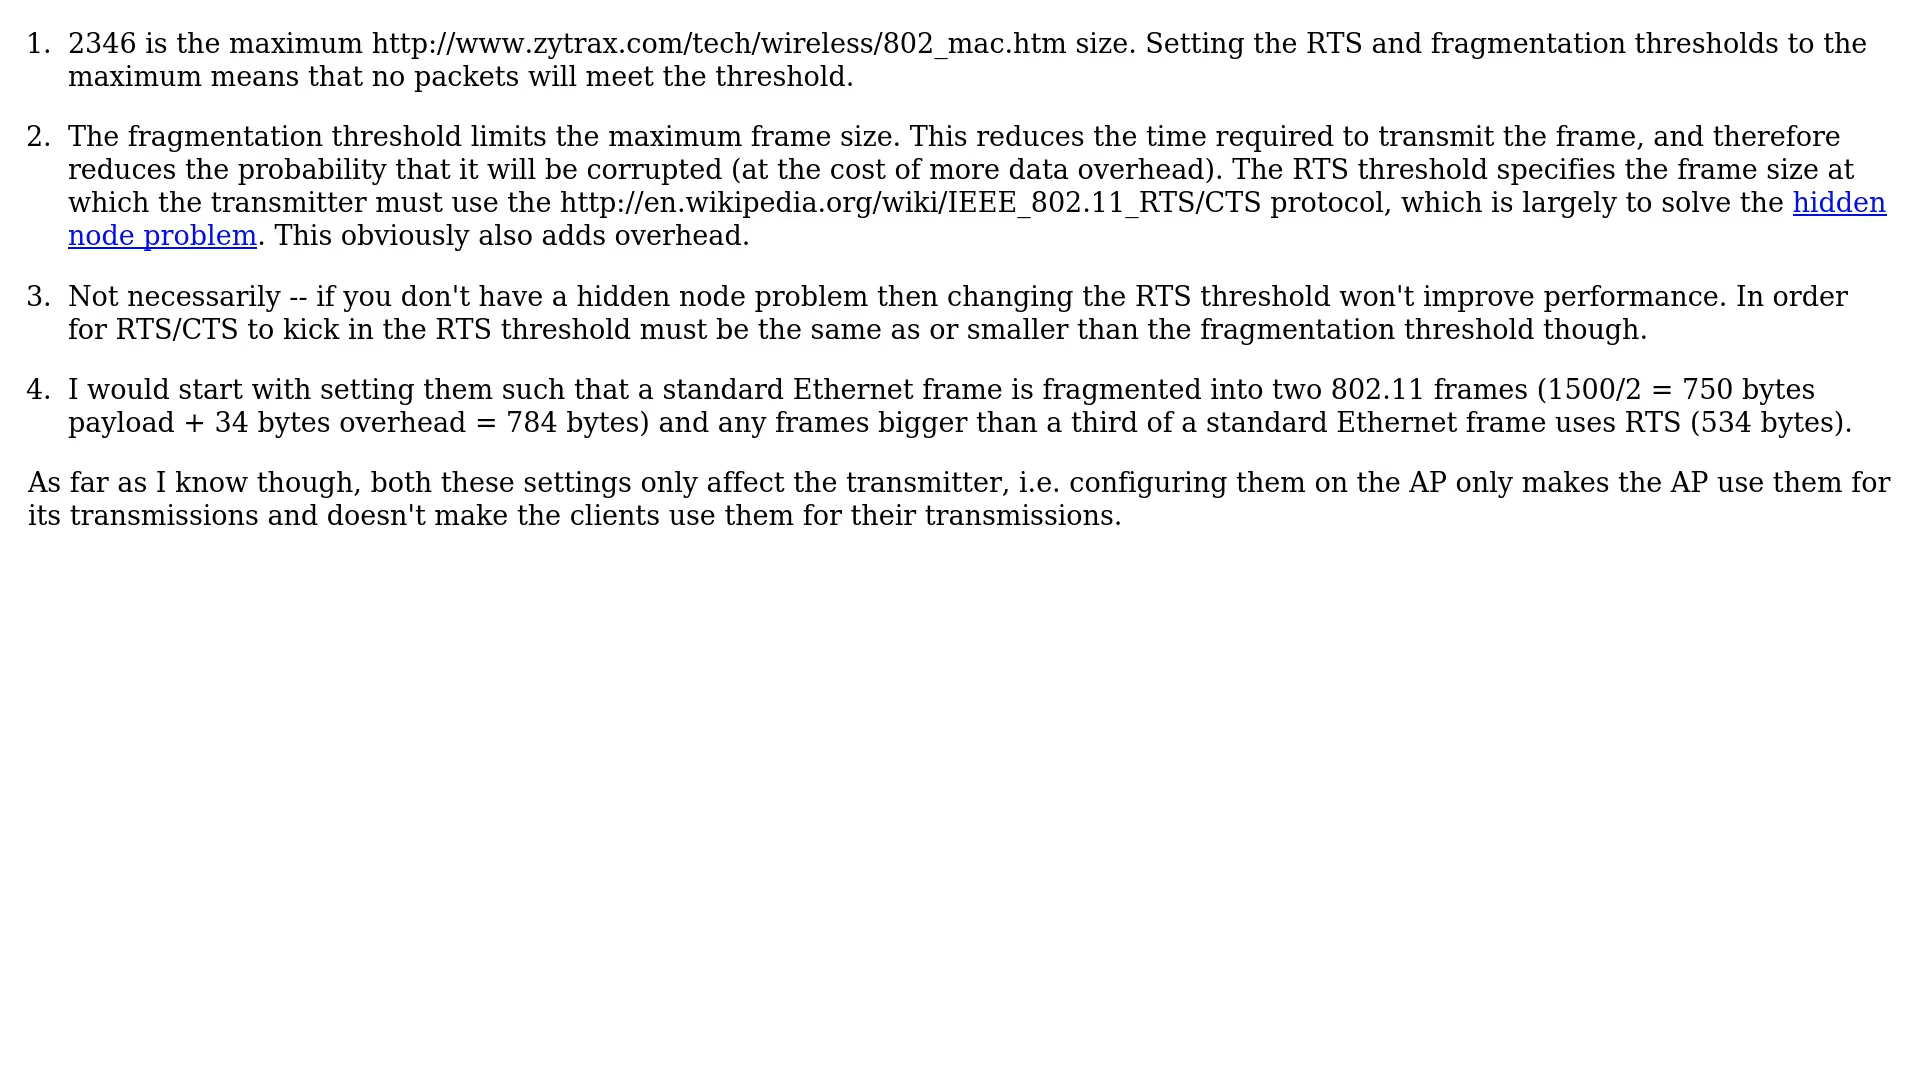 1. 2346 is the maximum http://www.zytrax.com/tech/wireless/802_mac.htm size. Setting the RTS and fragmentation thresholds to the
maximum means that no packets will meet the threshold.
2. The fragmentation threshold limits the maximum frame size. This reduces the time required to transmit the frame, and therefore
reduces the probability that it will be corrupted (at the cost of more data overhead). The RTS threshold specifies the frame size at
which the transmitter must use the http://en.wikipedia.org/wiki/IEEE_802.11_RTS/CTS protocol, which is largely to solve the hidden
node problem. This obviously also adds overhead.
3. Not necessarily -- if you don't have a hidden node problem then changing the RTS threshold won't improve performance. In order
for RTS/CTS to kick in the RTS threshold must be the same as or smaller than the fragmentation threshold though.
4. I would start with setting them such that a standard Ethernet frame is fragmented into two 802.11 frames (1500/2 = 750 bytes
payload + 34 bytes overhead = 784 bytes) and any frames bigger than a third of a standard Ethernet frame uses RTS (534 bytes).
As far as I know though, both these settings only affect the transmitter, i.e. configuring them on the AP only makes the AP use them for
its transmissions and doesn't make the clients use them for their transmissions.